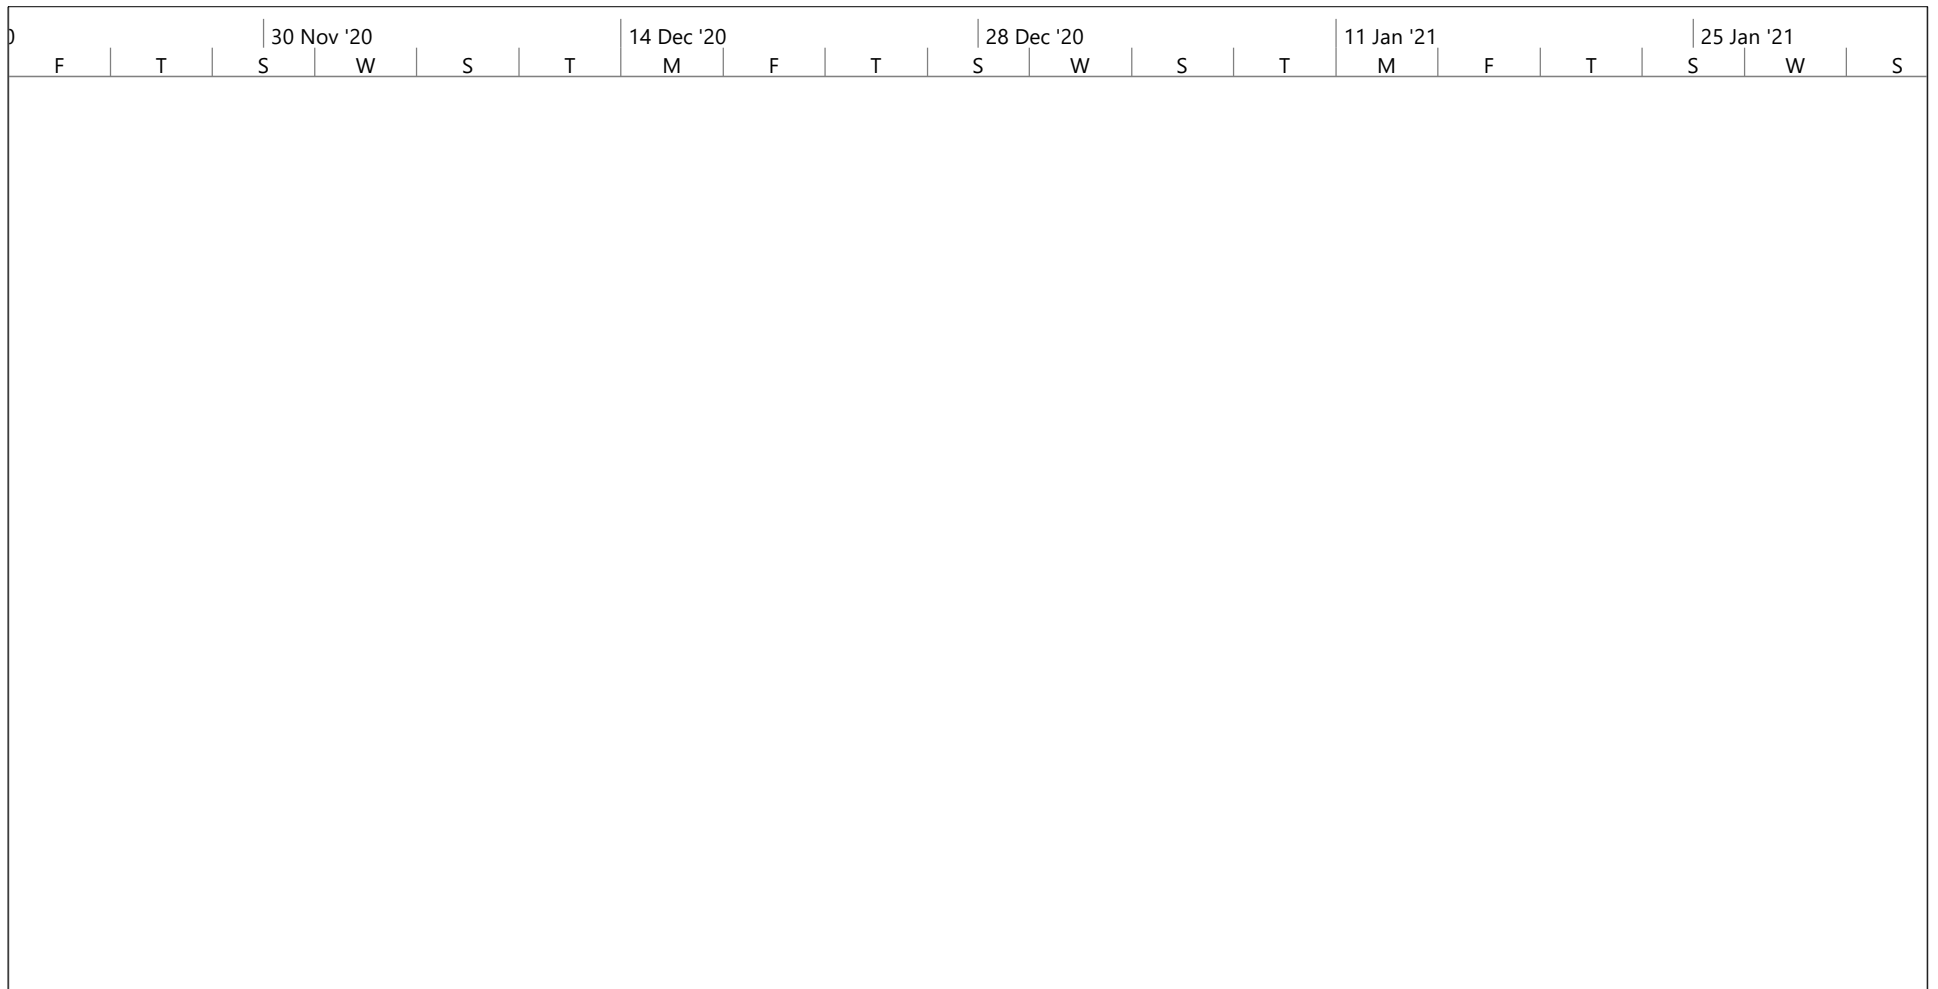 30 Nov '20 14 Dec '20 28 Dec '20 11 Jan '21 25 Jan '21
F T S W S T M F T S W S T M F T S W S